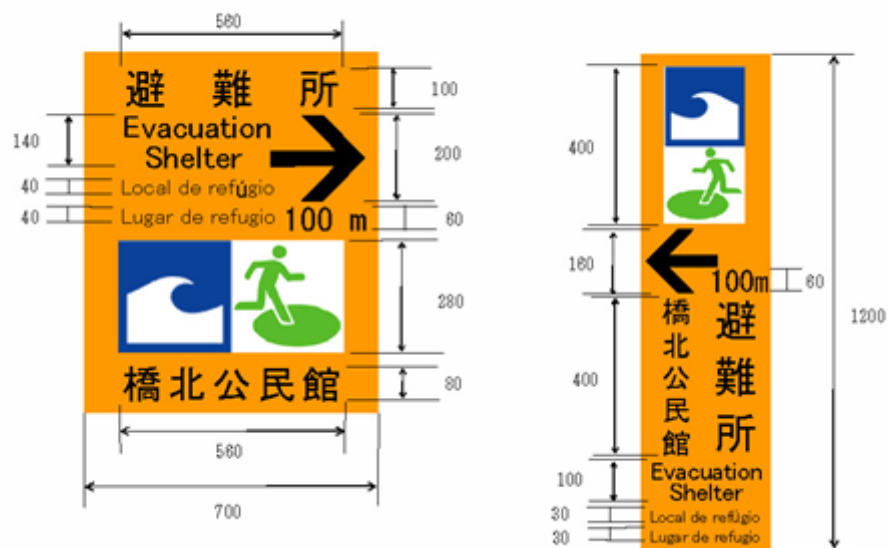 560
避難所
Evacuation
Shelter
Local de refúgio
Lugar de refugio 100 m
橋北公民館
560
700
140
40
40
100
200
60
280
80
400
160
400
100
30
30
100m
橋北公民館
避難所
Evacuation
Shelter
Local de refúgio
Lugar de refugio
60
1200